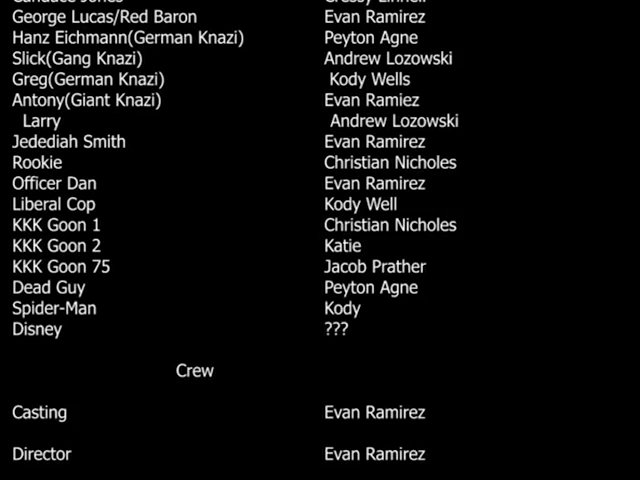 George Lucas/Red Baron Evan Ramirez
Hanz Eichmann(German Knazi) Peyton Agne
Slick(Gang Knazi) Andrew Lozowski
Greg(German Knazi) Kody Wells
Antony(Giant Knazi) Evan Ramiez
Larry Andrew Lozowski
Jedediah Smith Evan Ramirez
Rookie Christian Nicholes
Officer Dan Evan Ramirez
Liberal Cop Kody Well
KKK Goon 1 Christian Nicholes
KKK Goon 2 Katie
KKK Goon 75 Jacob Prather
Dead Guy Peyton Agne
Spider-Man Kody
Disney ???
Crew
Casting Evan Ramirez
Director Evan Ramirez